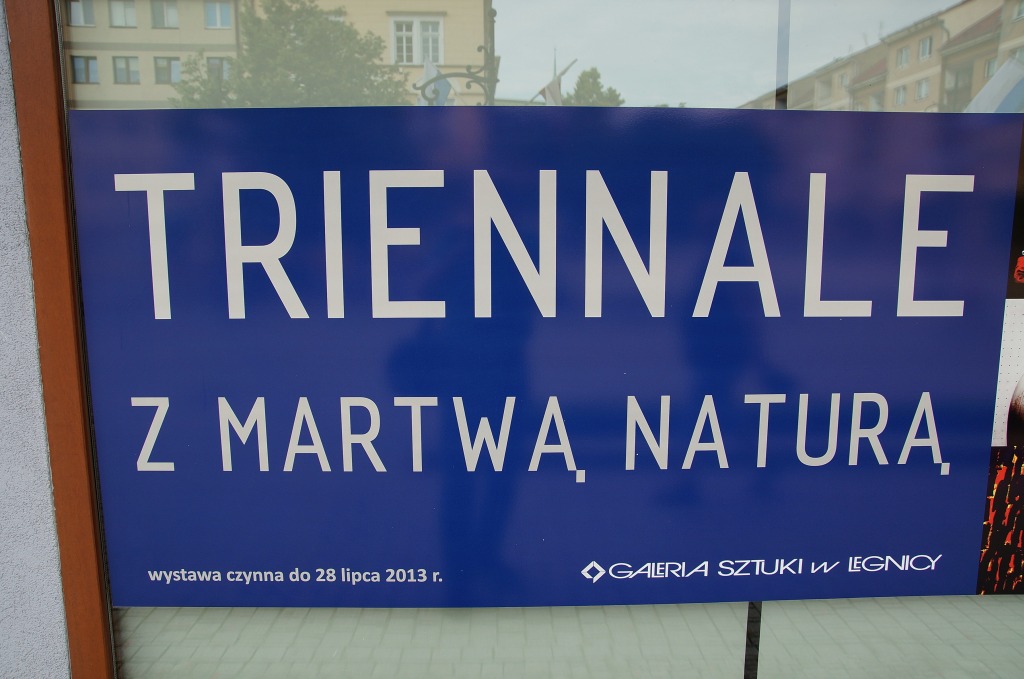 TRIENNALE
Z MARTWĄ NATURĄ
wystawa czynna do 28 lipca 2013 r.
GALERIA SZTUKI w LEGNICY